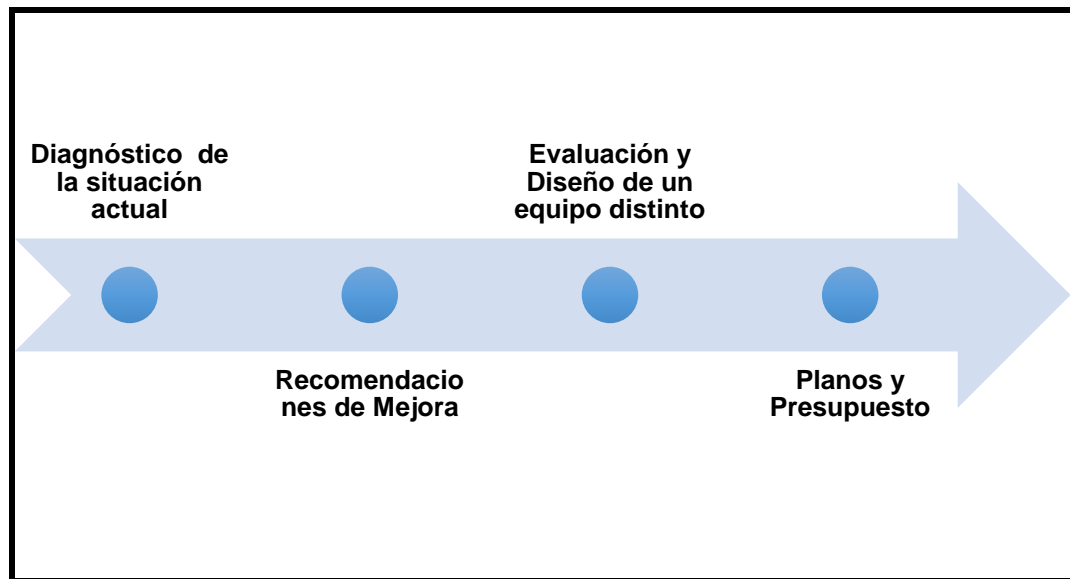 Diagnóstico  de
la situación
actual
Recomendacio
nes de Mejora
Evaluación y
Diseño de un
equipo distinto
Planos y
Presupuesto